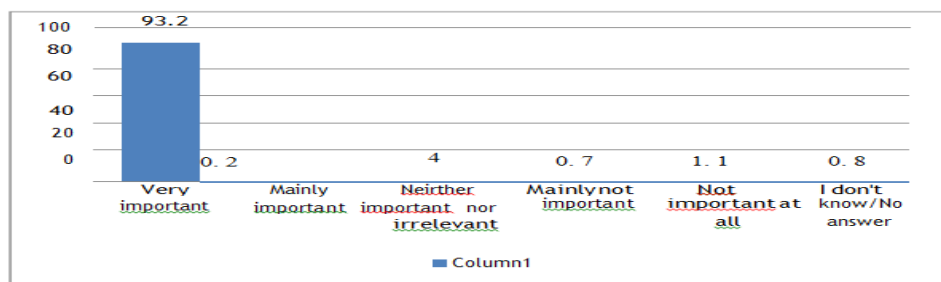 93.2
100
80
60
40
20
0
0.2
4
0.7
1.1
0.8
Very
important
Mainly
important
Neirther
important nor
irrelevant
Mainly not
important
Not
important at
all
I don't
know/No
answer
Column1